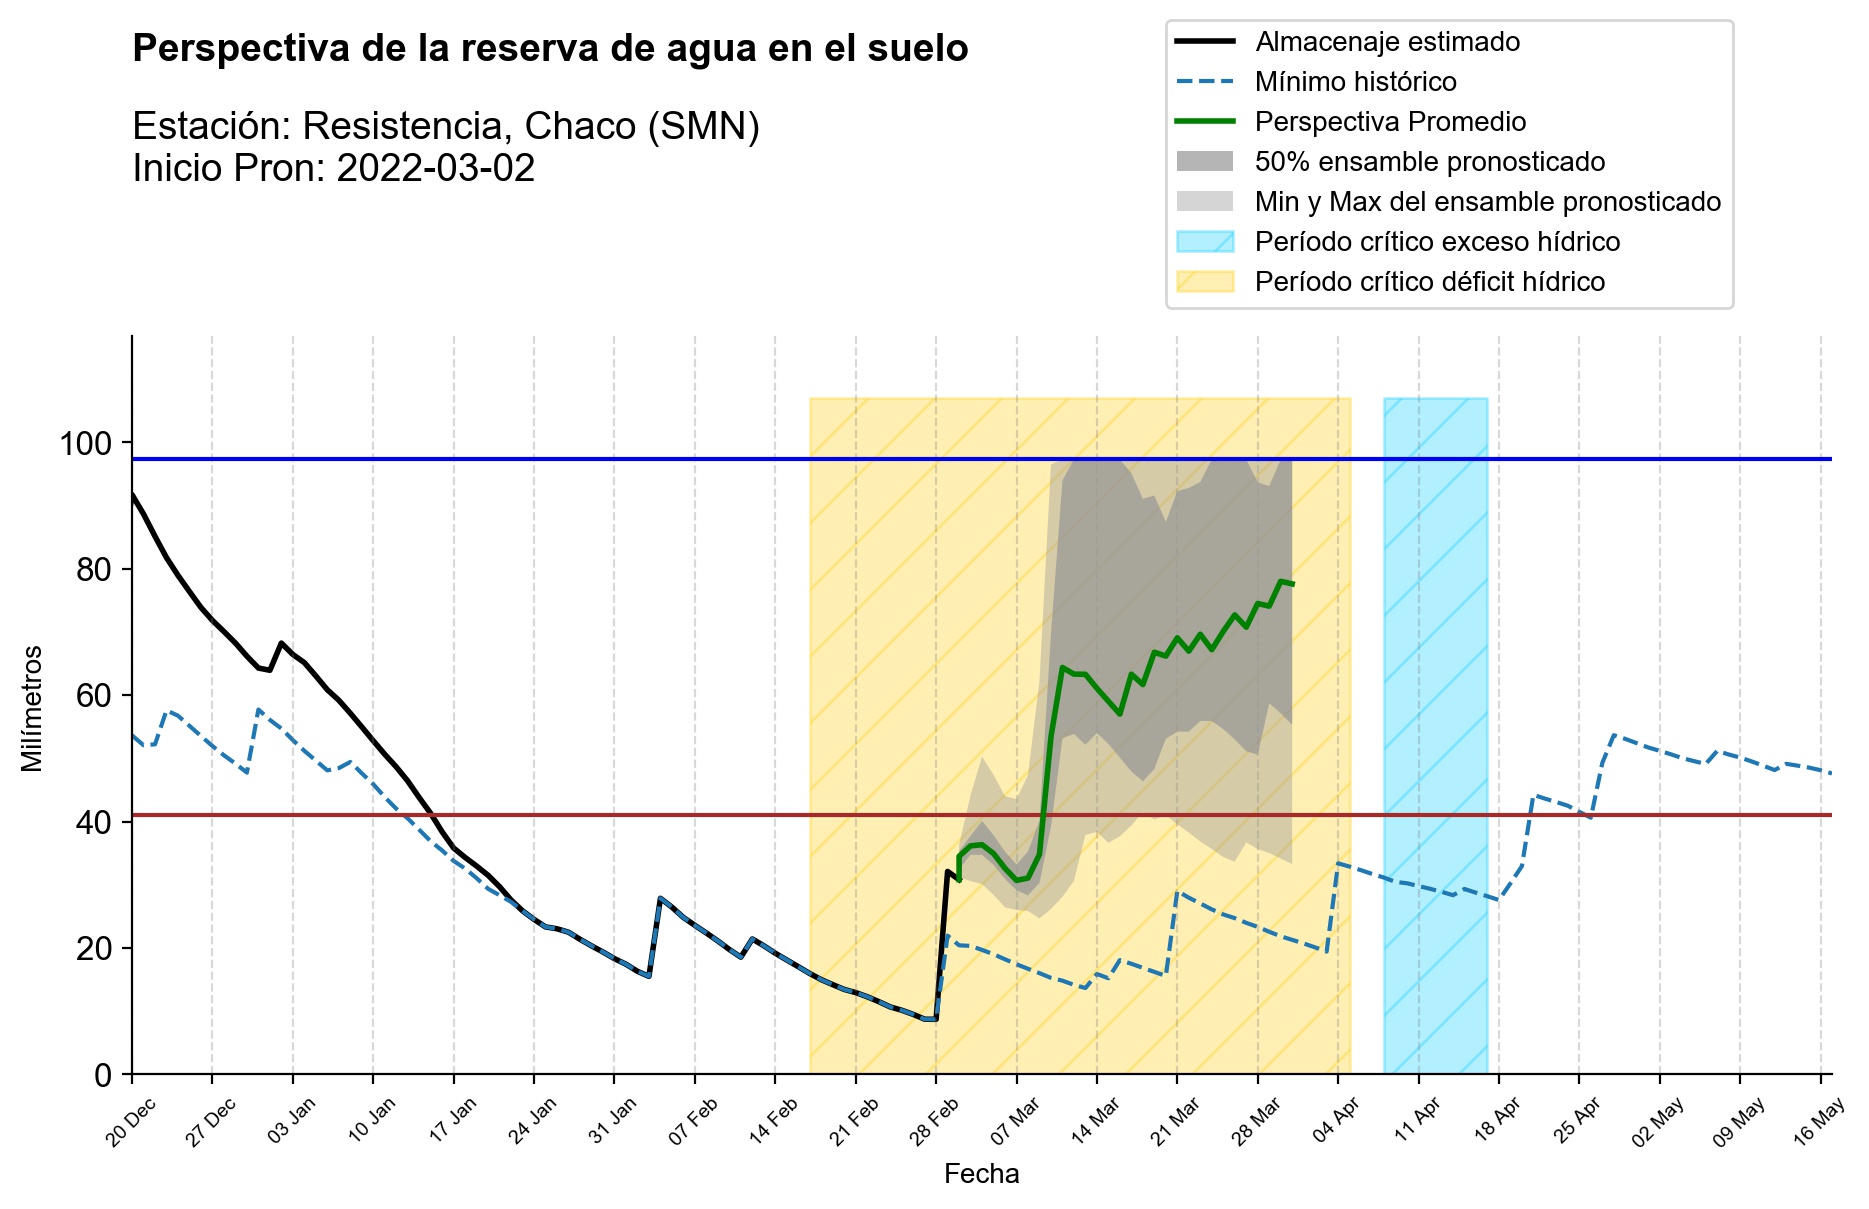 Perspectiva de la reserva de agua en el suelo
Estación: Resistencia, Chaco (SMN)
Inicio Pron: 2022-03-02
Almacenaje estimado
Mínimo histórico
Perspectiva Promedio
50% ensamble pronosticado
Min y Max del ensamble pronosticado
Período crítico exceso hídrico
Período crítico déficit hídrico
Milímetros
100
80
60
40
20
0
20 Dec
27 Dec
03 Jan
10 Jan
17 Jan
24 Jan
31 Jan
07 Feb
14 Feb
21 Feb
28 Feb
07 Mar
14 Mar
21 Mar
28 Mar
04 Apr
11 Apr
18 Apr
25 Apr
02 May
09 May
16 May
Fecha